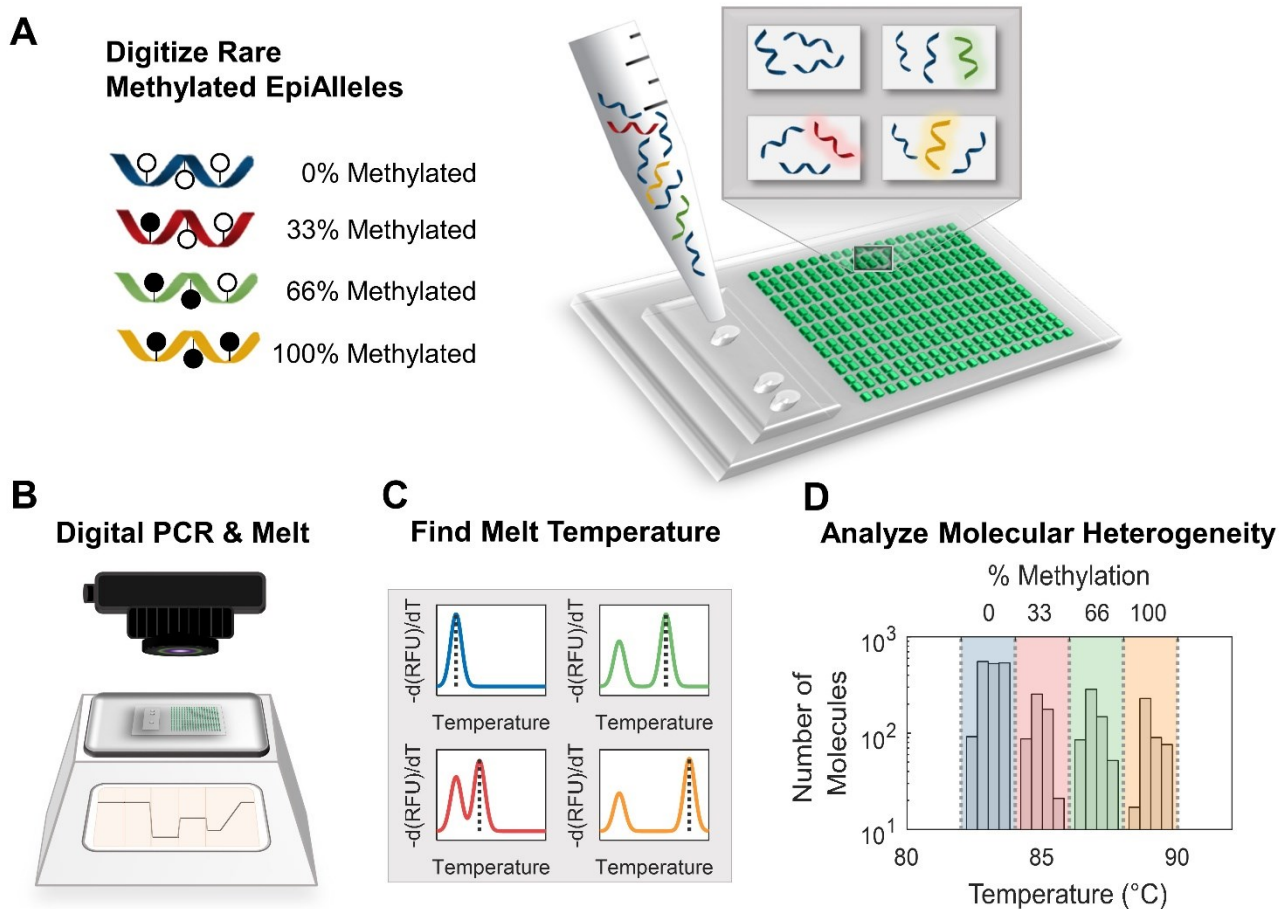 A
Digitize Rare
Methylated EpiAlleles
0% Methylated
33% Methylated
66% Methylated
100% Methylated
B
Digital PCR & Melt
C
Find Melt Temperature
-d(RFU)/dT
Temperature
-d(RFU)/dT
Temperature
-d(RFU)/dT
Temperature
-d(RFU)/dT
Temperature
D
Analyze Molecular Heterogeneity
% Methylation
0 33 66 100
Number of
Molecules
10³
10²
10¹
80 85 90
Temperature (°C)